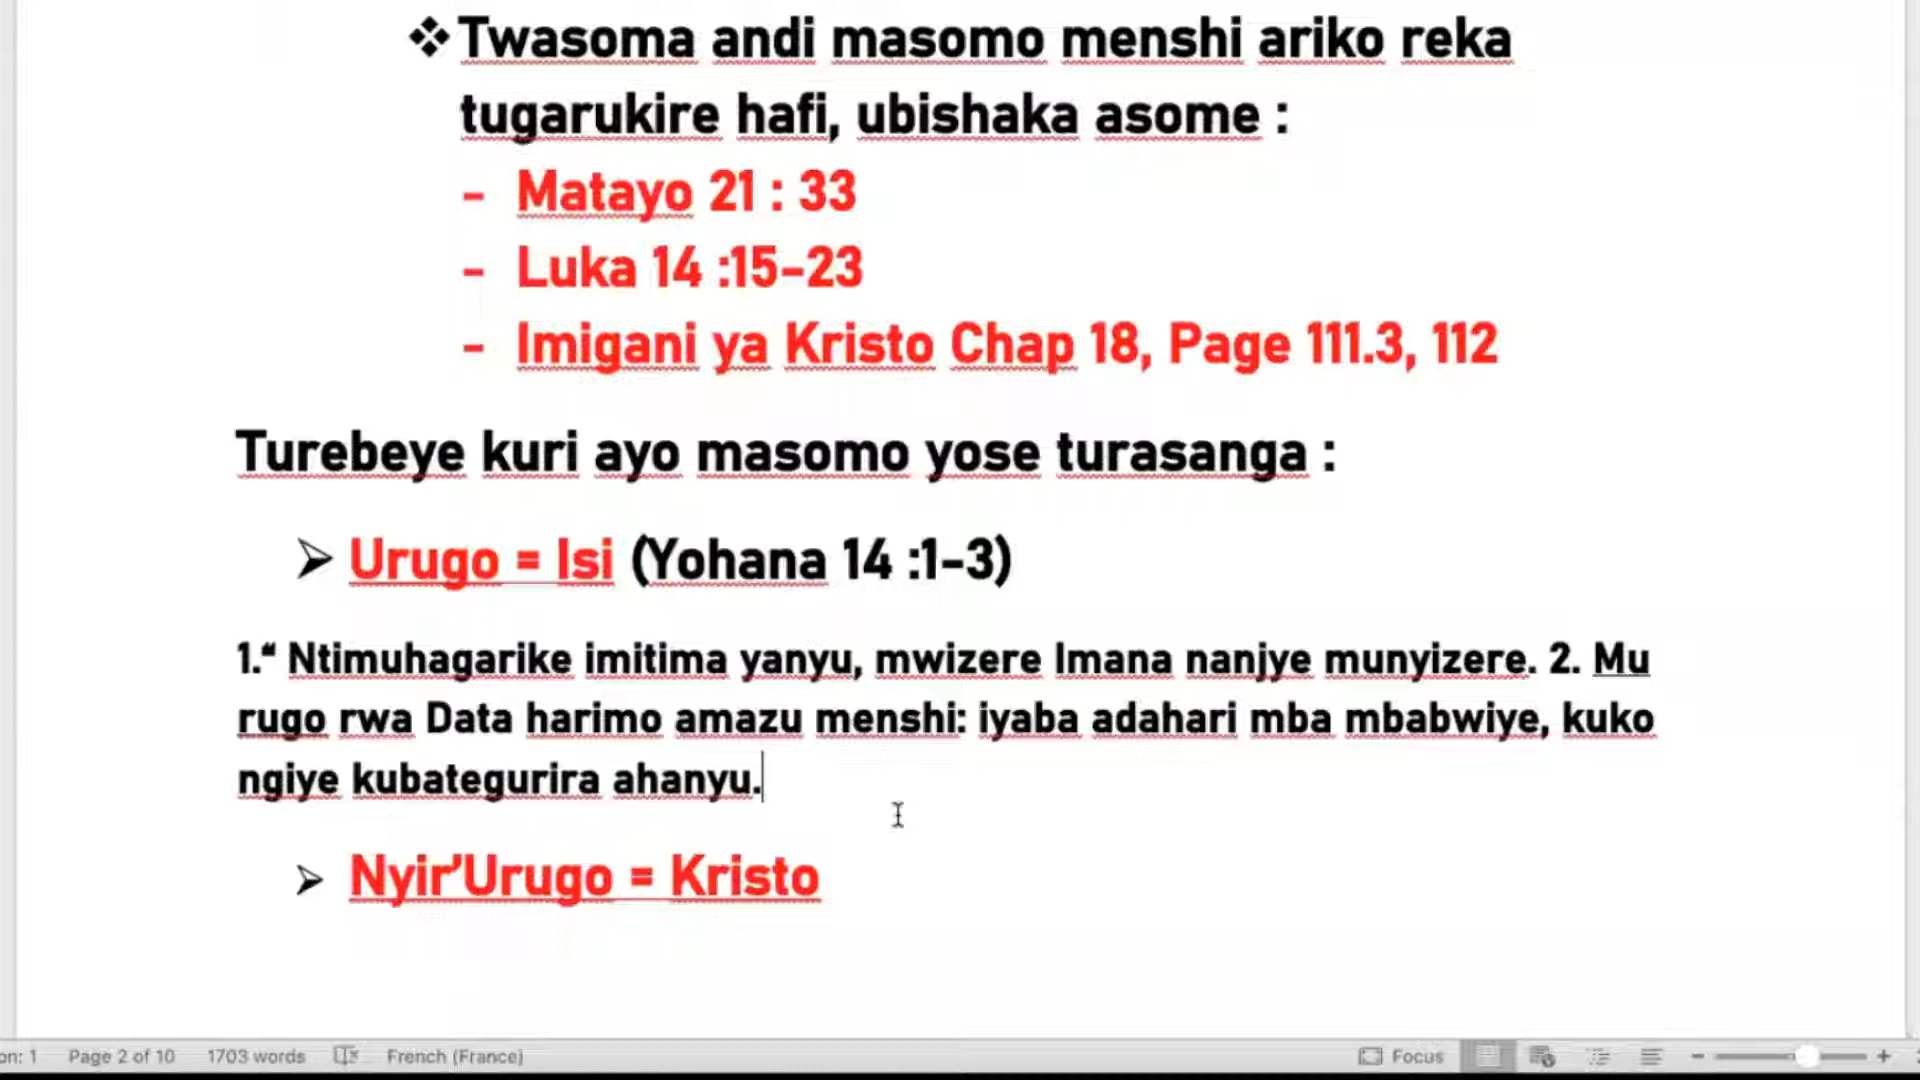 ❖ Twasoma andi masomo menshi ariko reka
tugarukire hafi, ubishaka asome :
- Matayo 21 : 33
- Luka 14 :15-23
- Imigani ya Kristo Chap 18, Page 111.3, 112
Turebeye kuri ayo masomo yose turasanga :
➢ Urugo = Isi (Yohana 14 :1-3)
1.“ Ntimuhagarike imitima yanyu, mwizere Imana nanjye munyizere. 2. Mu
rugo rwa Data harimo amazu menshi: iyaba adahari mba mbabwiye, kuko
ngiye kubategurira ahanyu.
➢ Nyir’Urugo = Kristo
on: 1 Page 2 of 10 1703 words French (France) Focus